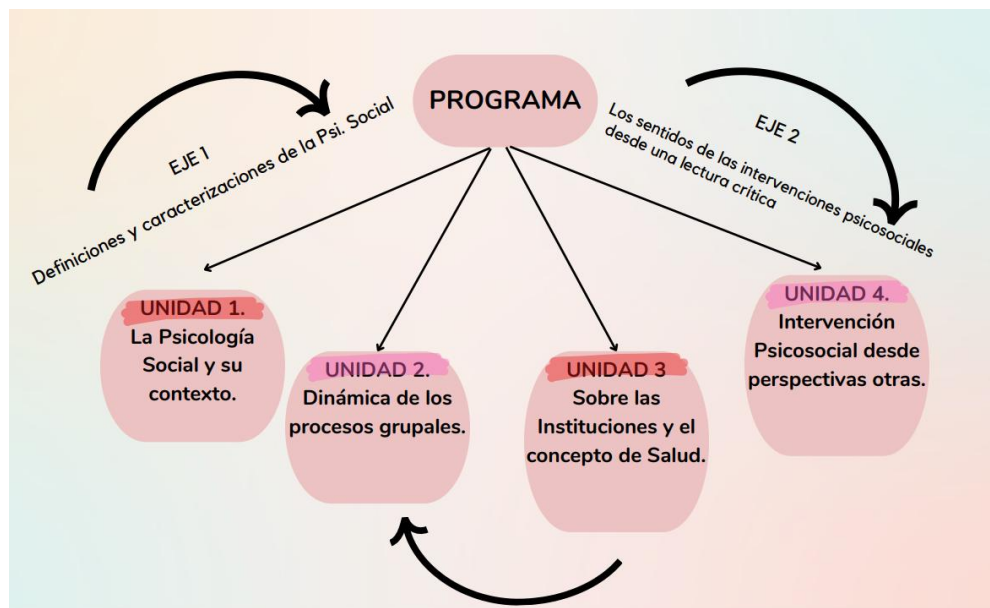 PROGRAMA
EJE 1
Definiciones y caracterizaciones de la Psi. Social
EJE 2
Los sentidos de las intervenciones psicosociales
desde una lectura crítica
UNIDAD 1.
La Psicología
Social y su
contexto.
UNIDAD 2.
Dinámica de los
procesos grupales.
UNIDAD 3
Sobre las
Instituciones y el
concepto de Salud.
UNIDAD 4.
Intervención
Psicosocial desde
perspectivas otras.